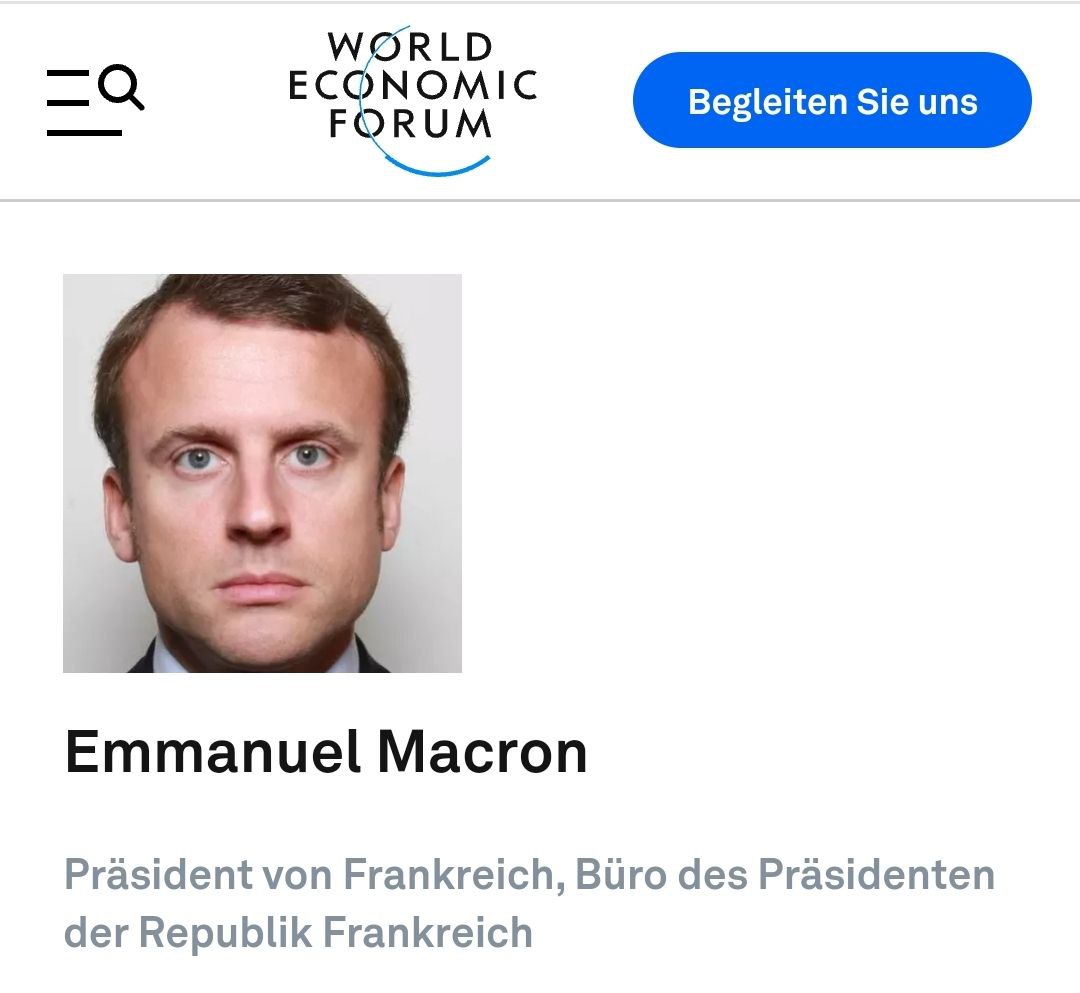 WORLD
ECONOMIC
FORUM
Begleiten Sie uns
Emmanuel Macron
Präsident von Frankreich, Büro des Präsidenten
der Republik Frankreich